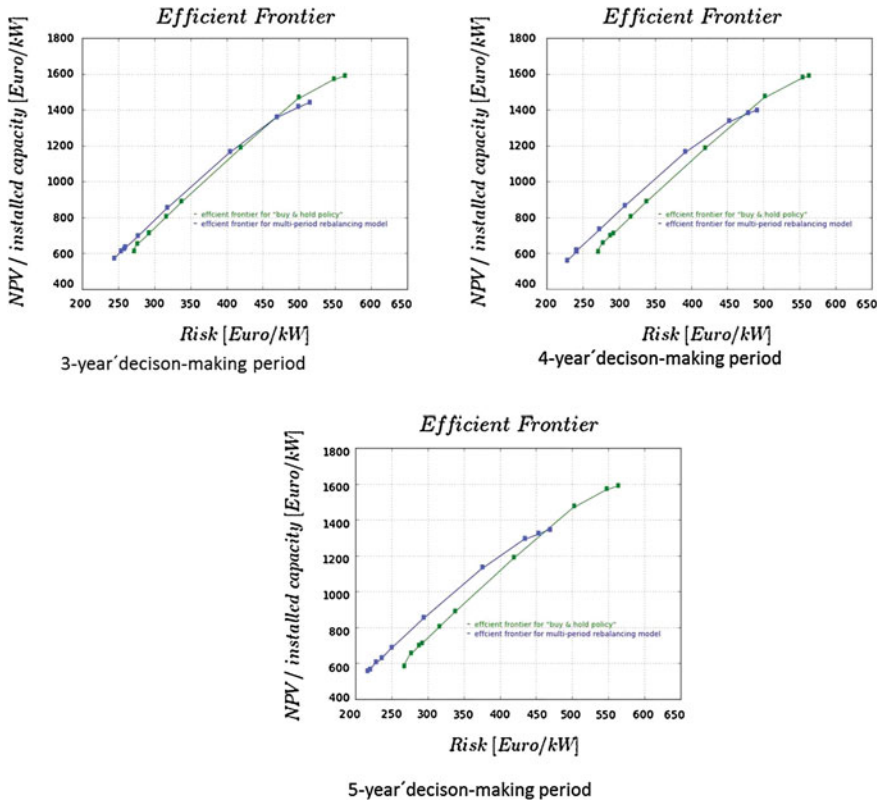 Efficient Frontier
NPV / installed capacity [Euro/kW]
1800
1600
1400
1200
1000
800
600
400
200 250 300 350 400 450 500 550 600 650
effcient frontier for "buy & hold policy"
effcient frontier for multi-period rebalancing model
Risk [Euro/kW]
3-year´decison-making period
Efficient Frontier
NPV / installed capacity [Euro/kW]
1800
1600
1400
1200
1000
800
600
400
200 250 300 350 400 450 500 550 600 650
effcient frontier for "buy & hold policy"
effcient frontier for multi-period rebalancing model
Risk [Euro/kW]
4-year´decison-making period
Efficient Frontier
NPV / installed capacity [Euro/kW]
1800
1600
1400
1200
1000
800
600
400
200 250 300 350 400 450 500 550 600 650
effcient frontier for "buy & hold policy"
effcient frontier for multi-period rebalancing model
Risk [Euro/kW]
5-year´decison-making period